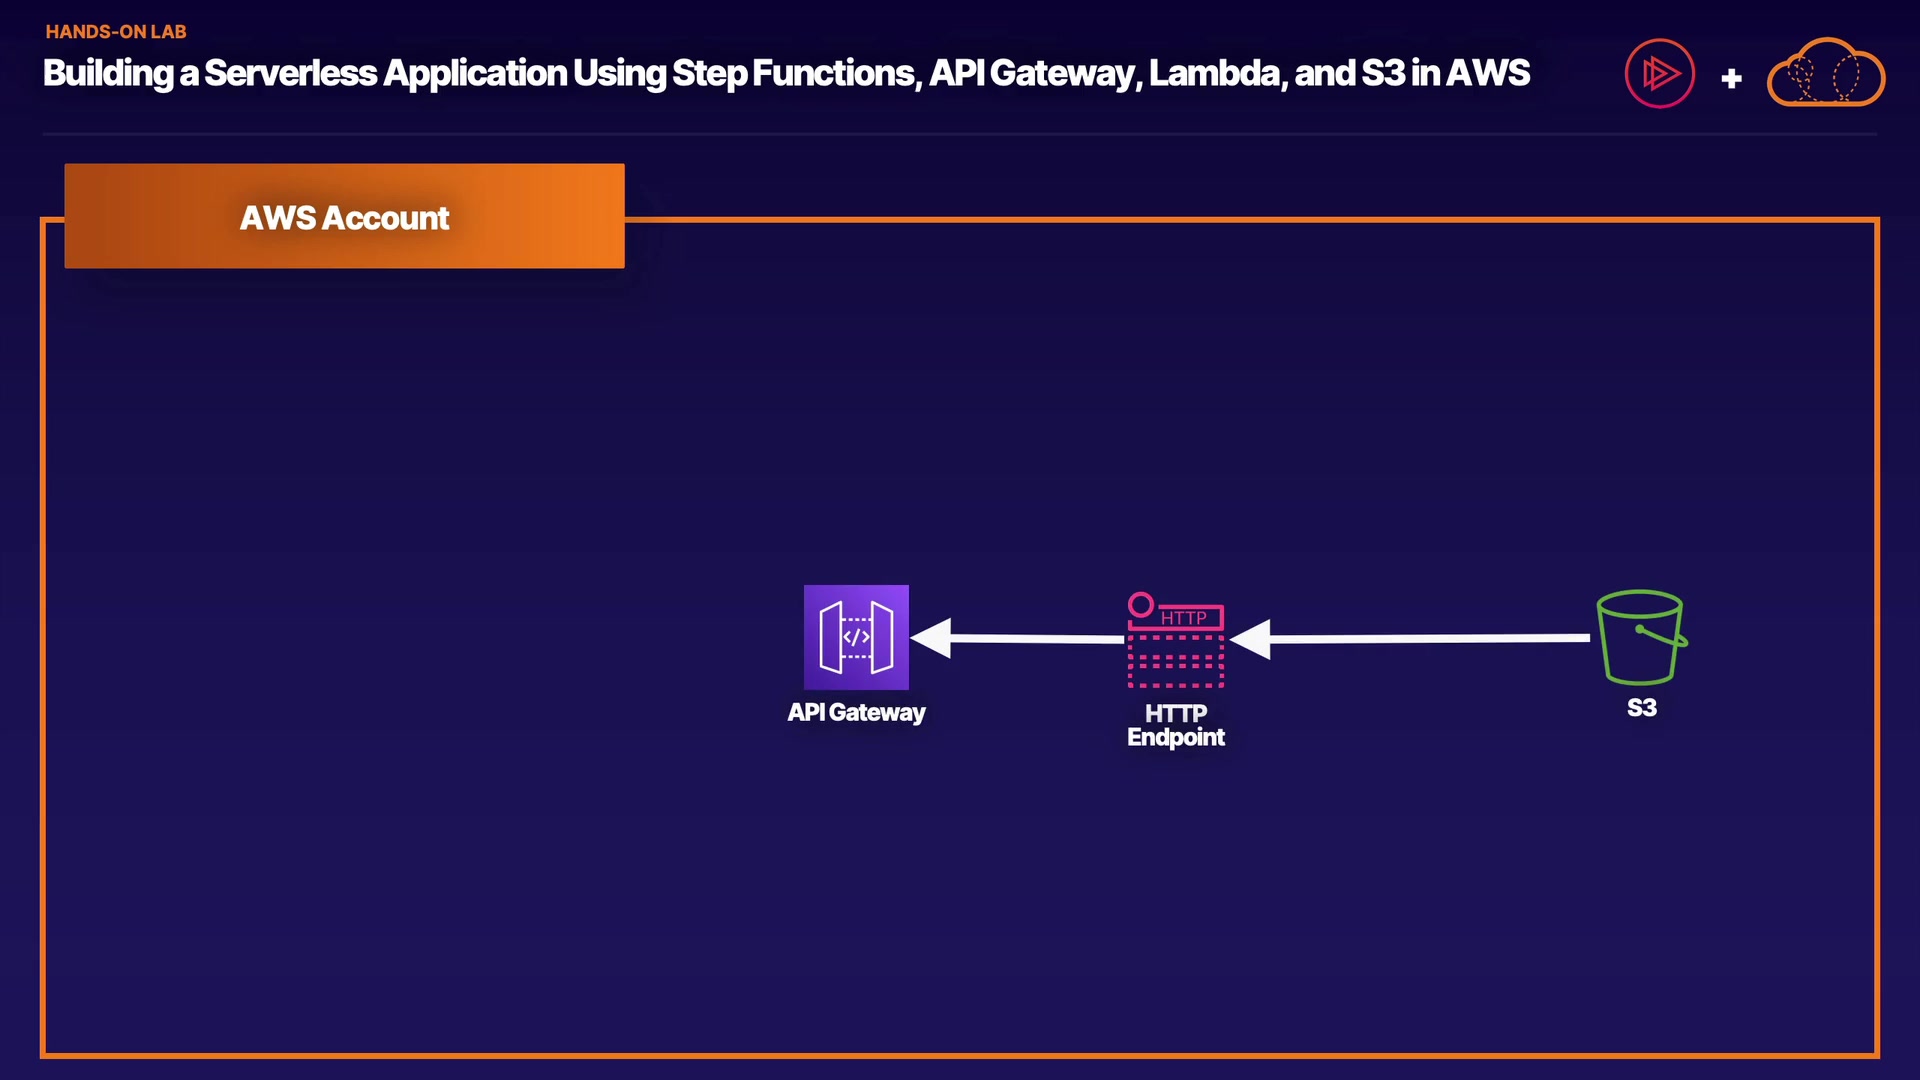 HANDS-ON LAB
Building a Serverless Application Using Step Functions, API Gateway, Lambda, and S3 in AWS
+
AWS Account
</>
API Gateway
HTTP
HTTP
Endpoint
S3